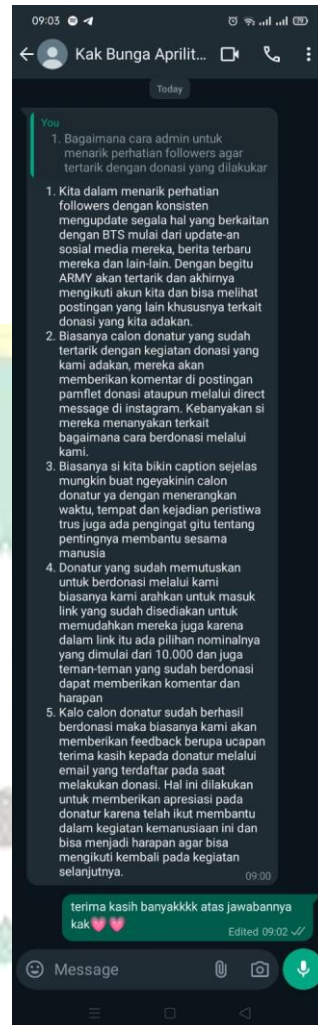 09:03
79
Kak Bunga Aprilit...
Today
You
1. Bagaimana cara admin untuk
menarik perhatian followers agar
tertarik dengan donasi yang dilakukar
1. Kita dalam menarik perhatian
followers dengan konsisten
mengupdate segala hal yang berkaitan
dengan BTS mulai dari update-an
sosial media mereka, berita terbaru
mereka dan lain-lain. Dengan begitu
ARMY akan tertarik dan akhirnya
mengikuti akun kita dan bisa melihat
postingan yang lain khususnya terkait
donasi yang kita adakan.
2. Biasanya calon donatur yang sudah
tertarik dengan kegiatan donasi yang
kami adakan, mereka akan
memberikan komentar di postingan
pamflet donasi ataupun melalui direct
message di instagram. Kebanyakan si
mereka menanyakan terkait
bagaimana cara berdonasi melalui
kami.
3. Biasanya si kita bikin caption sejelas
mungkin buat ngeyakinin calon
donatur ya dengan menerangkan
waktu, tempat dan kejadian peristiwa
trus juga ada pengingat gitu tentang
pentingnya membantu sesama
manusia
4. Donatur yang sudah memutuskan
untuk berdonasi melalui kami
biasanya kami arahkan untuk masuk
link yang sudah disediakan untuk
memudahkan mereka juga karena
dalam link itu ada pilihan nominalnya
yang dimulai dari 10.000 dan juga
teman-teman yang sudah berdonasi
dapat memberikan komentar dan
harapan
5. Kalo calon donatur sudah berhasil
berdonasi maka biasanya kami akan
memberikan feedback berupa ucapan
terima kasih kepada donatur melalui
email yang terdaftar pada saat
melakukan donasi. Hal ini dilakukan
untuk memberikan apresiasi pada
donatur karena telah ikut membantu
dalam kegiatan kemanusiaan ini dan
bisa menjadi harapan agar bisa
mengikuti kembali pada kegiatan
selanjutnya.
09:00
terima kasih banyakkkk atas jawabannya
kak💗💗
Edited 09:02
Message